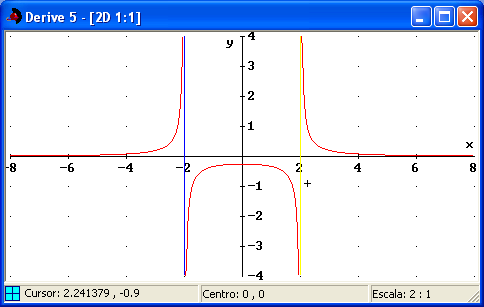 Derive 5 - [2D 1:1]
y
4
3
2
1
x
-8 -6 -4 -2 2 4 6 8
-1
-2
-3
-4
Cursor: 2.241379 , -0.9 Centro: 0 , 0 Escala: 2 : 1